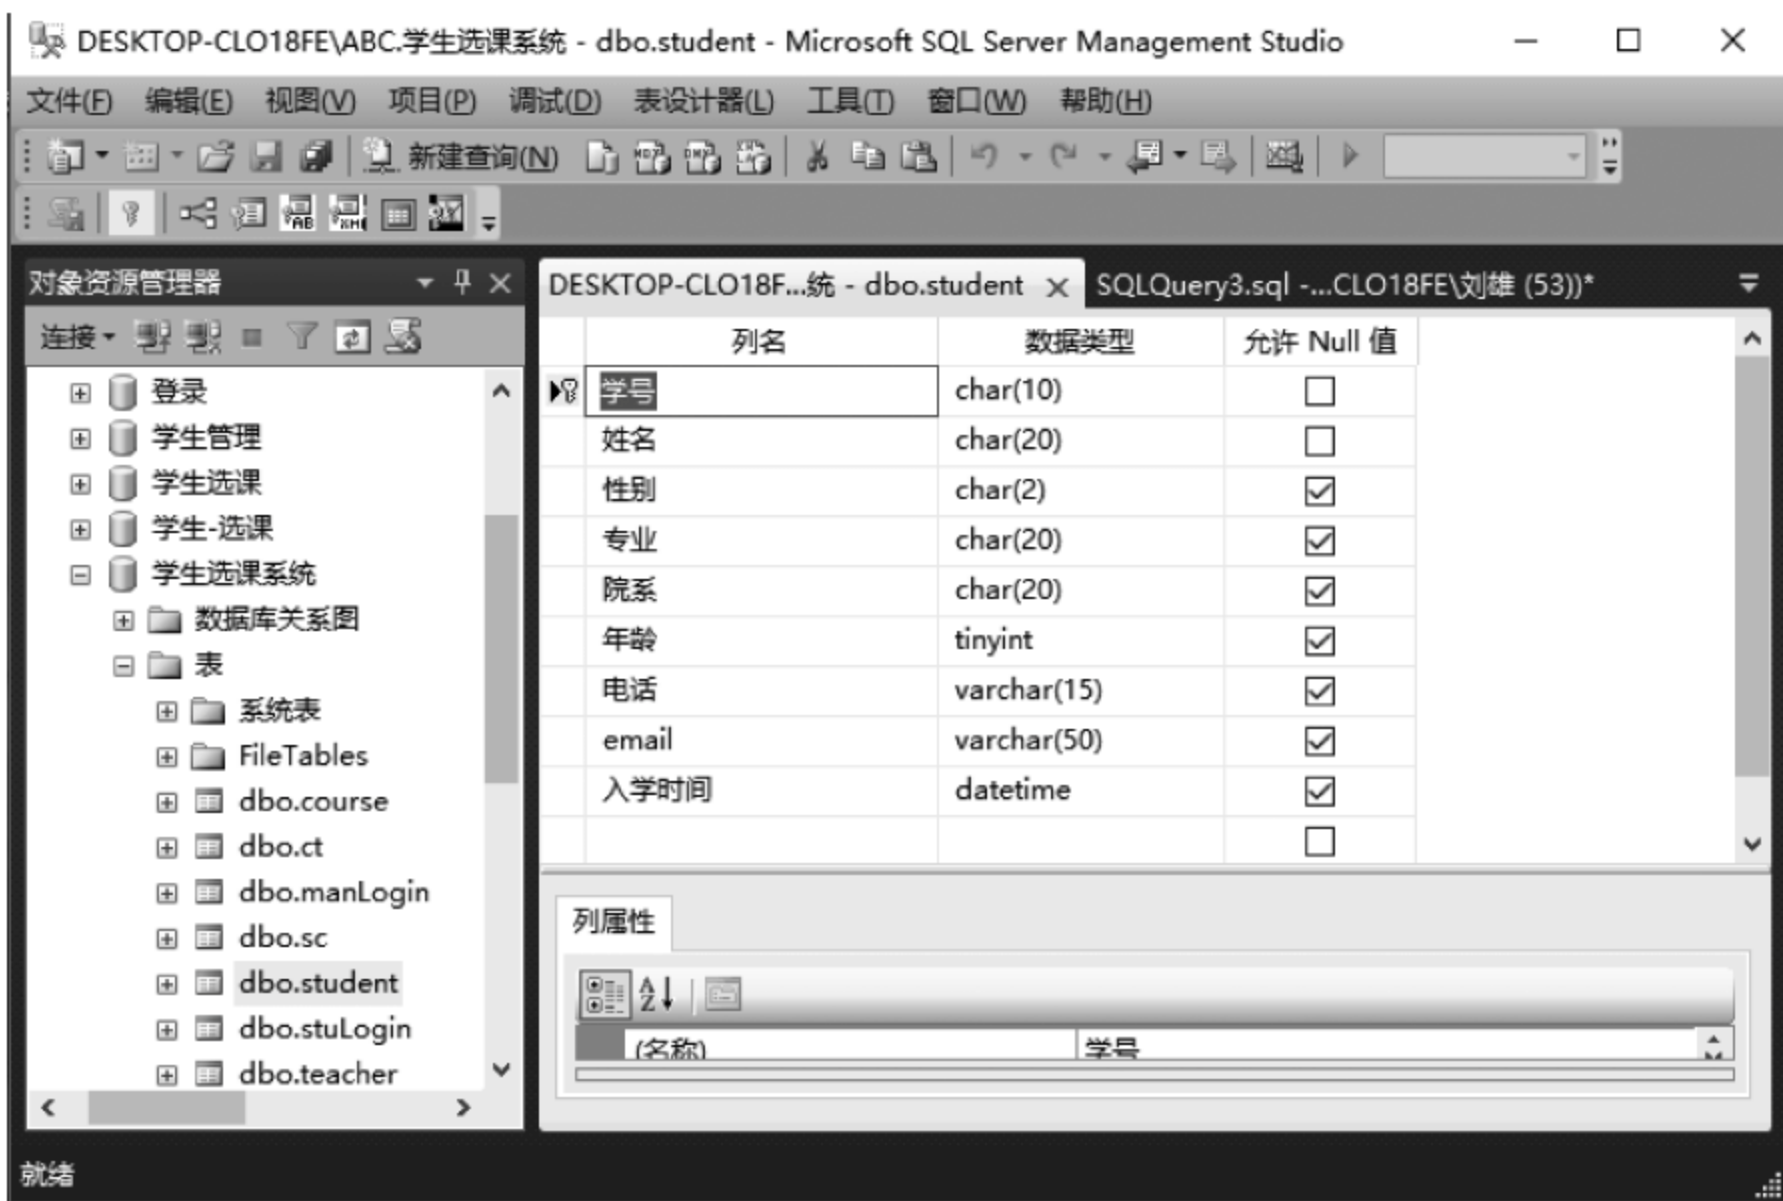 DESKTOP-CLO18FE\ABC.学生选课系统 - dbo.student - Microsoft SQL Server Management Studio
文件(F) 编辑(E) 视图(V) 项目(P) 调试(D) 表设计器(L) 工具(T) 窗口(W) 帮助(H)
新建查询(N)
对象资源管理器
连接
登录
学生管理
学生选课
学生-选课
学生选课系统
数据库关系图
表
系统表
FileTables
dbo.course
dbo.ct
dbo.manLogin
dbo.sc
dbo.student
dbo.stuLogin
dbo.teacher
DESKTOP-CLO18F...统 - dbo.student SQLQuery3.sql -...CLO18FE\刘雄 (53))*
列名 数据类型 允许 Null 值
学号 char(10)
姓名 char(20)
性别 char(2)
专业 char(20)
院系 char(20)
年龄 tinyint
电话 varchar(15)
email varchar(50)
入学时间 datetime
列属性
(名称) 学号
就绪